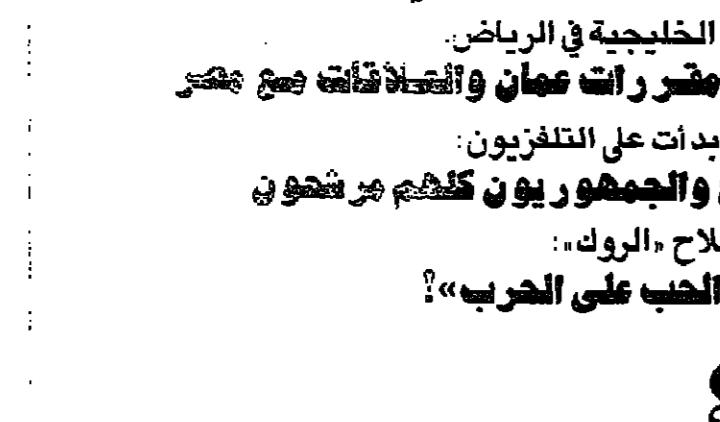 الخليجية في الرياض.
مقررات عمان والعلاقات مع مصر
بدأت على التلفزيون:
والجمهوريون كلهم مرشحون
لاح «الروك»:
الحب على الحرب»؟